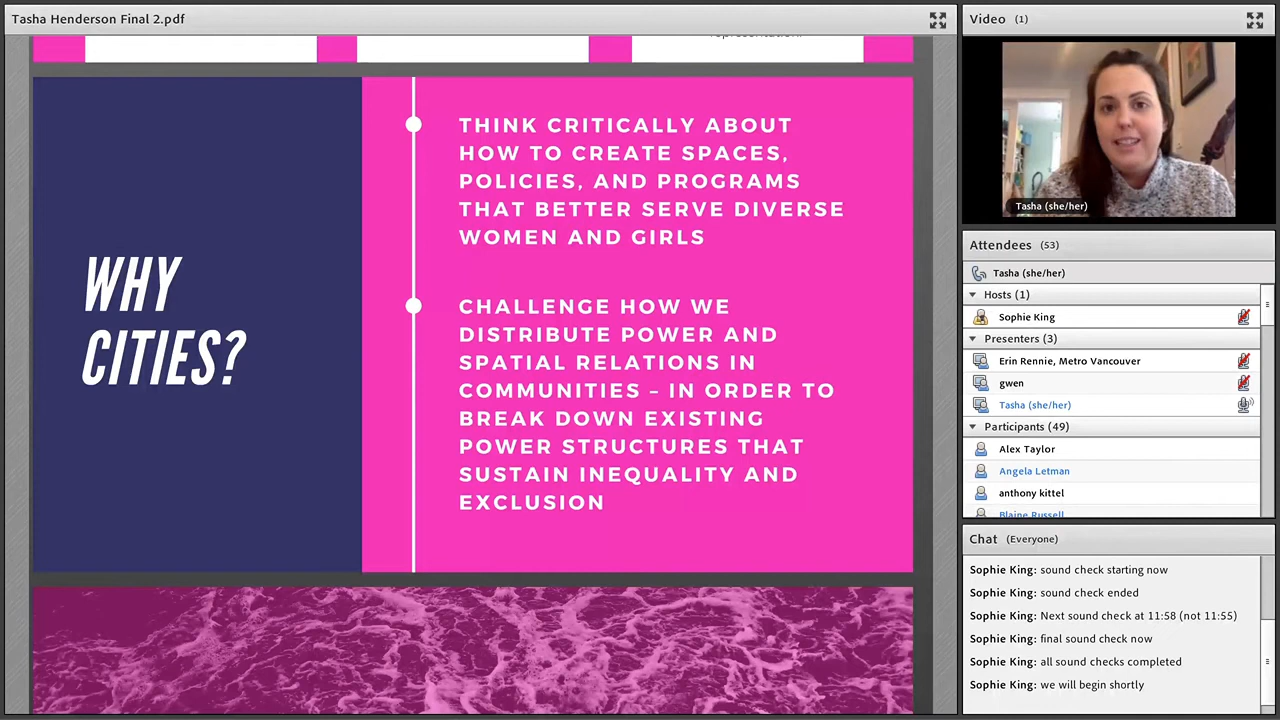 Tasha Henderson Final 2.pdf
WHY
CITIES?
THINK CRITICALLY ABOUT
HOW TO CREATE SPACES,
POLICIES, AND PROGRAMS
THAT BETTER SERVE DIVERSE
WOMEN AND GIRLS
CHALLENGE HOW WE
DISTRIBUTE POWER AND
SPATIAL RELATIONS IN
COMMUNITIES – IN ORDER TO
BREAK DOWN EXISTING
POWER STRUCTURES THAT
SUSTAIN INEQUALITY AND
EXCLUSION
Video (1)
Tasha (she/her)
Attendees (53)
Tasha (she/her)
Hosts (1)
Sophie King
Presenters (3)
Erin Rennie, Metro Vancouver
gwen
Tasha (she/her)
Participants (49)
Alex Taylor
Angela Letman
anthony kittel
Blaine Russell
Chat (Everyone)
Sophie King: sound check starting now
Sophie King: sound check ended
Sophie King: Next sound check at 11:58 (not 11:55)
Sophie King: final sound check now
Sophie King: all sound checks completed
Sophie King: we will begin shortly